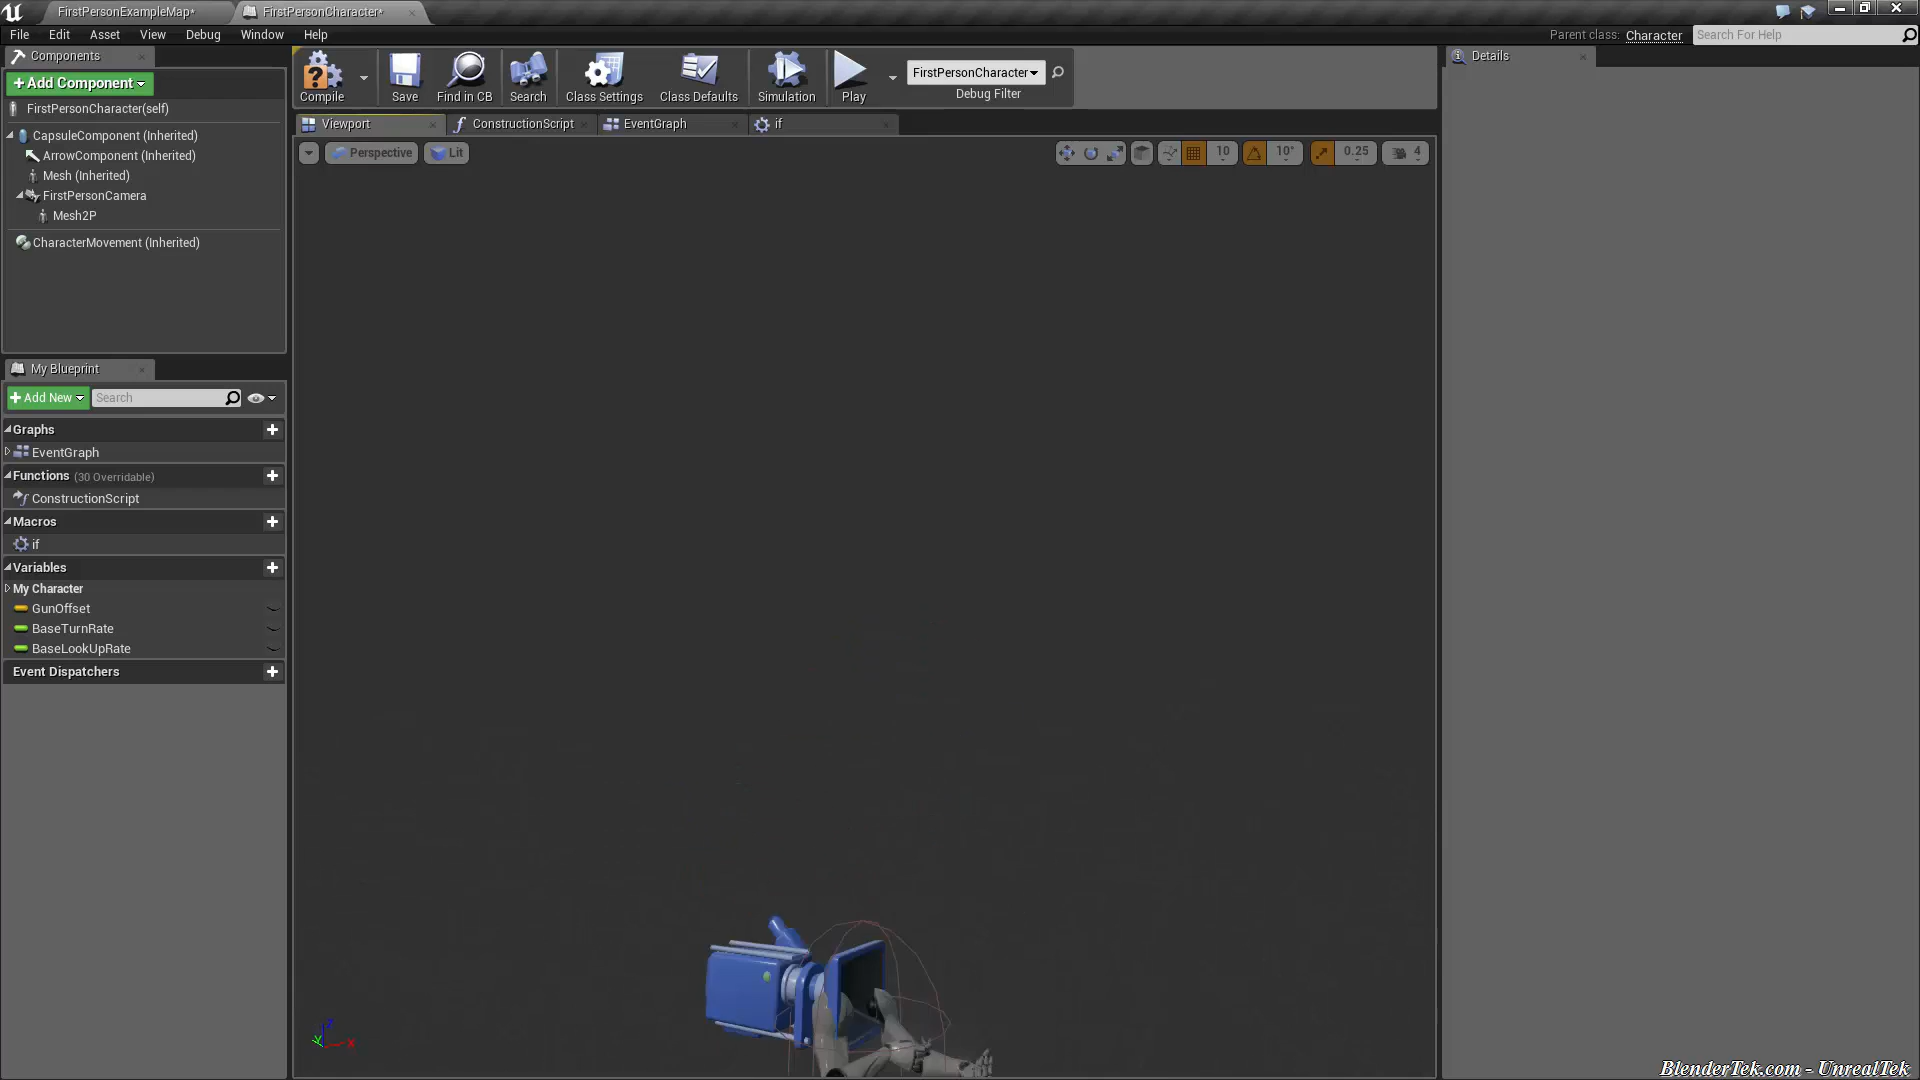 FirstPersonExampleMap*
FirstPersonCharacter*
File Edit Asset View Debug Window Help
Parent class: Character
Search For Help
Components
Add Component
FirstPersonCharacter(self)
CapsuleComponent (Inherited)
ArrowComponent (Inherited)
Mesh (Inherited)
FirstPersonCamera
Mesh2P
CharacterMovement (Inherited)
My Blueprint
Add New
Search
Graphs
EventGraph
Functions (30 Overridable)
ConstructionScript
Macros
if
Variables
My Character
GunOffset
BaseTurnRate
BaseLookUpRate
Event Dispatchers
Compile
Save
Find in CB
Search
Class Settings
Class Defaults
Simulation
Play
FirstPersonCharacter
Debug Filter
Viewport
ConstructionScript
EventGraph
if
Perspective
Lit
10
10°
0.25
4
Z
Y
X
Details
BlenderTek.com - UnrealTek